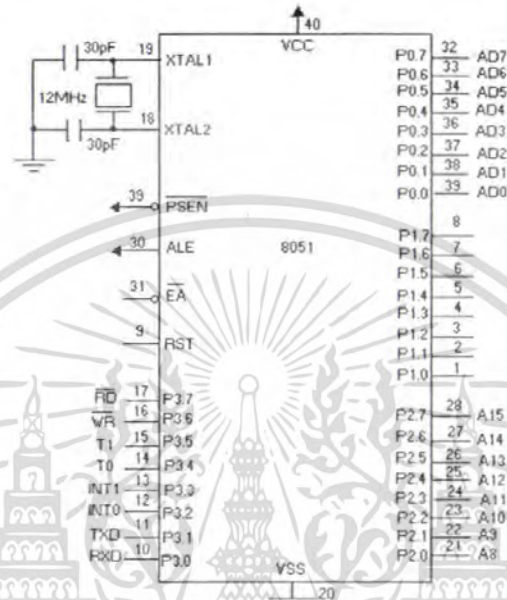 40
VCC
30pF
19 XTAL1
12MHz
18 XTAL2
30pF
39 PSEN
30 ALE
8051
31 EA
9 RST
RD 17 P3.7
WR 16 P3.6
T1 15 P3.5
T0 14 P3.4
INT1 13 P3.3
INT0 12 P3.2
TXD 11 P3.1
RXD 10 P3.0
P0.7 32 AD7
P0.6 33 AD6
P0.5 34 AD5
P0.4 35 AD4
P0.3 36 AD3
P0.2 37 AD2
P0.1 38 AD1
P0.0 39 AD0
P1.7 8
P1.6 7
P1.5 6
P1.4 5
P1.3 4
P1.2 3
P1.1 2
P1.0 1
P2.7 28 A15
P2.6 27 A14
P2.5 26 A13
P2.4 25 A12
P2.3 24 A11
P2.2 23 A10
P2.1 22 A9
P2.0 21 A8
VSS
20